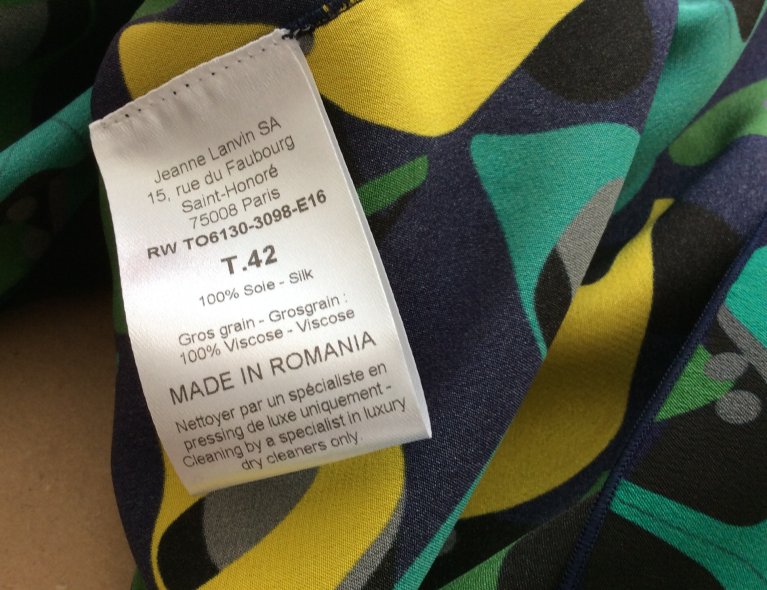 Jeanne Lanvin SA
15, rue du Faubourg
Saint-Honoré
75008 Paris
RW TO6130-3098-E16
T.42
100% Soie - Silk
Gros grain - Grosgrain :
100% Viscose - Viscose
MADE IN ROMANIA
Nettoyer par un spécialiste en
pressing de luxe uniquement -
Cleaning by a specialist in luxury
dry cleaners only.